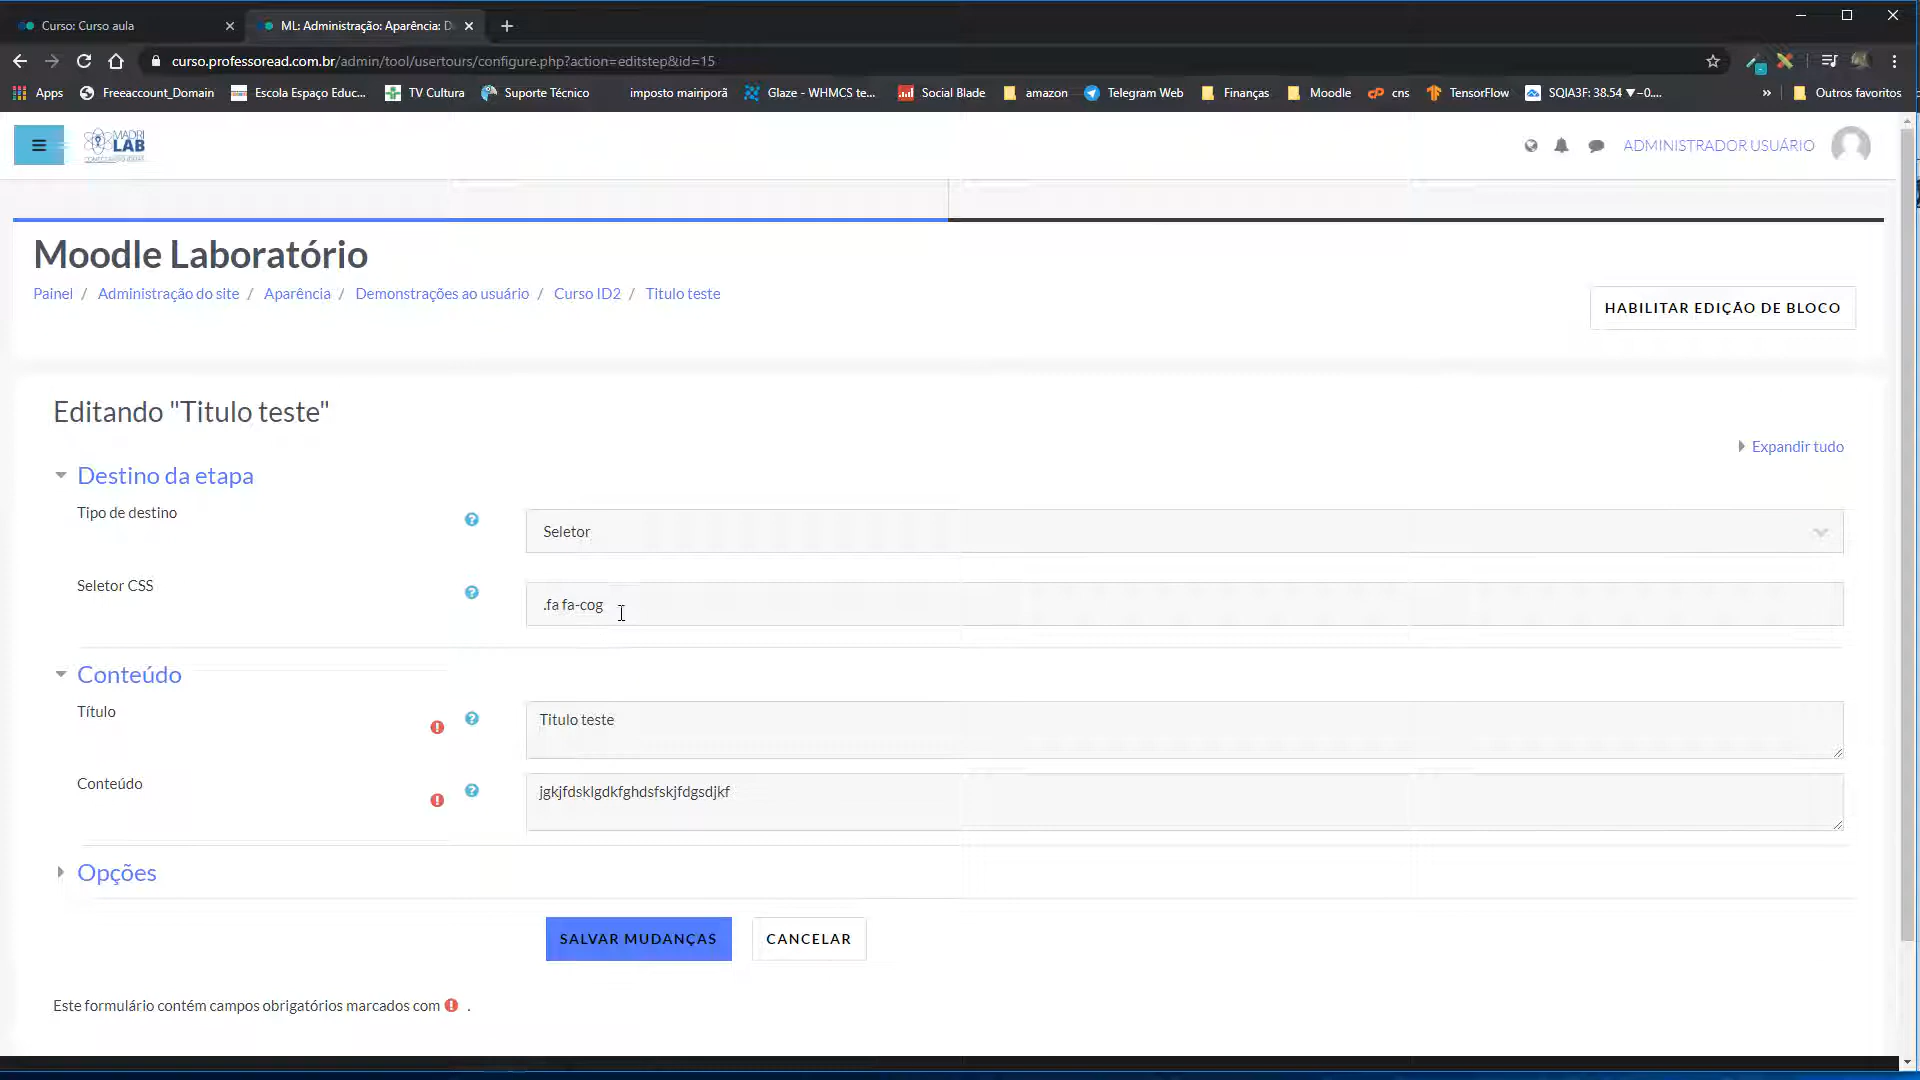 Curso: Curso aula
ML: Administração: Aparência: D
curso.professoread.com.br/admin/tool/usertours/configure.php?action=editstep&id=15
Apps
Freeaccount_Domain
Escola Espaço Educ...
TV Cultura
Suporte Técnico
imposto mairiporã
Glaze - WHMCS te...
Social Blade
amazon
Telegram Web
Finanças
Moodle
cns
TensorFlow
SQIA3F: 38.54 ▼−0....
»
Outros favoritos
MADRI
LAB
ADMINISTRADOR USUÁRIO
Moodle Laboratório
Painel / Administração do site / Aparência / Demonstrações ao usuário / Curso ID2 / Titulo teste
HABILITAR EDIÇÃO DE BLOCO
Editando "Titulo teste"
Expandir tudo
Destino da etapa
Tipo de destino
Seletor
Seletor CSS
.fa fa-cog
Conteúdo
Título
Titulo teste
Conteúdo
jgkjfdsklgdkfghdsfskjfdgsdjkf
Opções
SALVAR MUDANÇAS
CANCELAR
Este formulário contém campos obrigatórios marcados com .